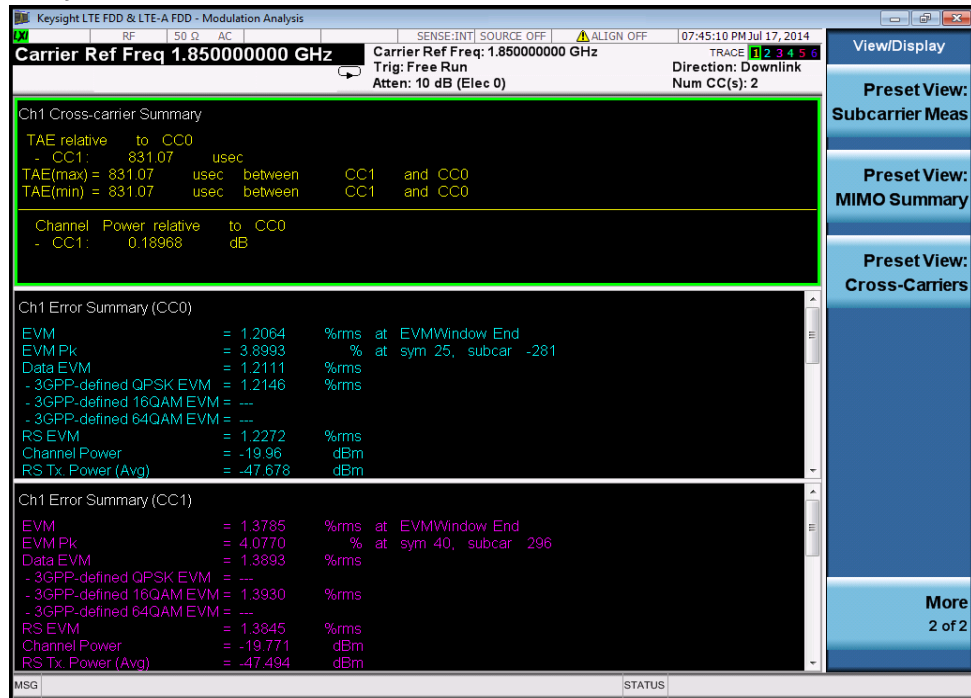 Keysight LTE FDD & LTE-A FDD - Modulation Analysis
LXI RF 50 Ω AC SENSE:INT SOURCE OFF ALIGN OFF 07:45:10 PM Jul 17, 2014
Carrier Ref Freq 1.850000000 GHz
Carrier Ref Freq: 1.850000000 GHz
Trig: Free Run
Atten: 10 dB (Elec 0)
TRACE 1 2 3 4 5 6
Direction: Downlink
Num CC(s): 2
View/Display
Preset View:
Subcarrier Meas
Preset View:
MIMO Summary
Preset View:
Cross-Carriers
More
2 of 2
Ch1 Cross-carrier Summary
TAE relative to CC0
- CC1: 831.07 usec
TAE(max) = 831.07 usec between CC1 and CC0
TAE(min) = 831.07 usec between CC1 and CC0
Channel Power relative to CC0
- CC1: 0.18968 dB
Ch1 Error Summary (CC0)
EVM = 1.2064 %rms at EVMWindow End
EVM Pk = 3.8993 % at sym 25, subcar -281
Data EVM = 1.2111 %rms
- 3GPP-defined QPSK EVM = 1.2146 %rms
- 3GPP-defined 16QAM EVM = ---
- 3GPP-defined 64QAM EVM = ---
RS EVM = 1.2272 %rms
Channel Power = -19.96 dBm
RS Tx. Power (Avg) = -47.678 dBm
Ch1 Error Summary (CC1)
EVM = 1.3785 %rms at EVMWindow End
EVM Pk = 4.0770 % at sym 40, subcar 296
Data EVM = 1.3893 %rms
- 3GPP-defined QPSK EVM = ---
- 3GPP-defined 16QAM EVM = 1.3930 %rms
- 3GPP-defined 64QAM EVM = ---
RS EVM = 1.3845 %rms
Channel Power = -19.771 dBm
RS Tx. Power (Avg) = -47.494 dBm
MSG STATUS